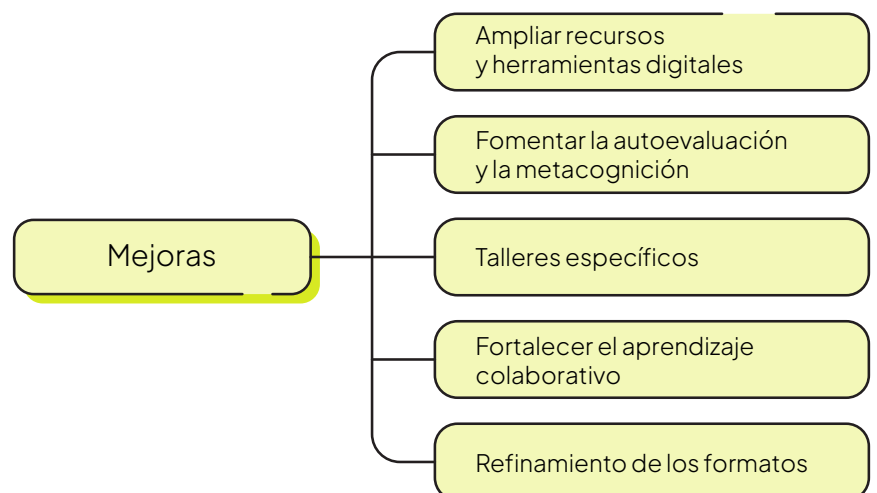 Mejoras
Ampliar recursos
y herramientas digitales
Fomentar la autoevaluación
y la metacognición
Talleres específicos
Fortalecer el aprendizaje
colaborativo
Refinamiento de los formatos